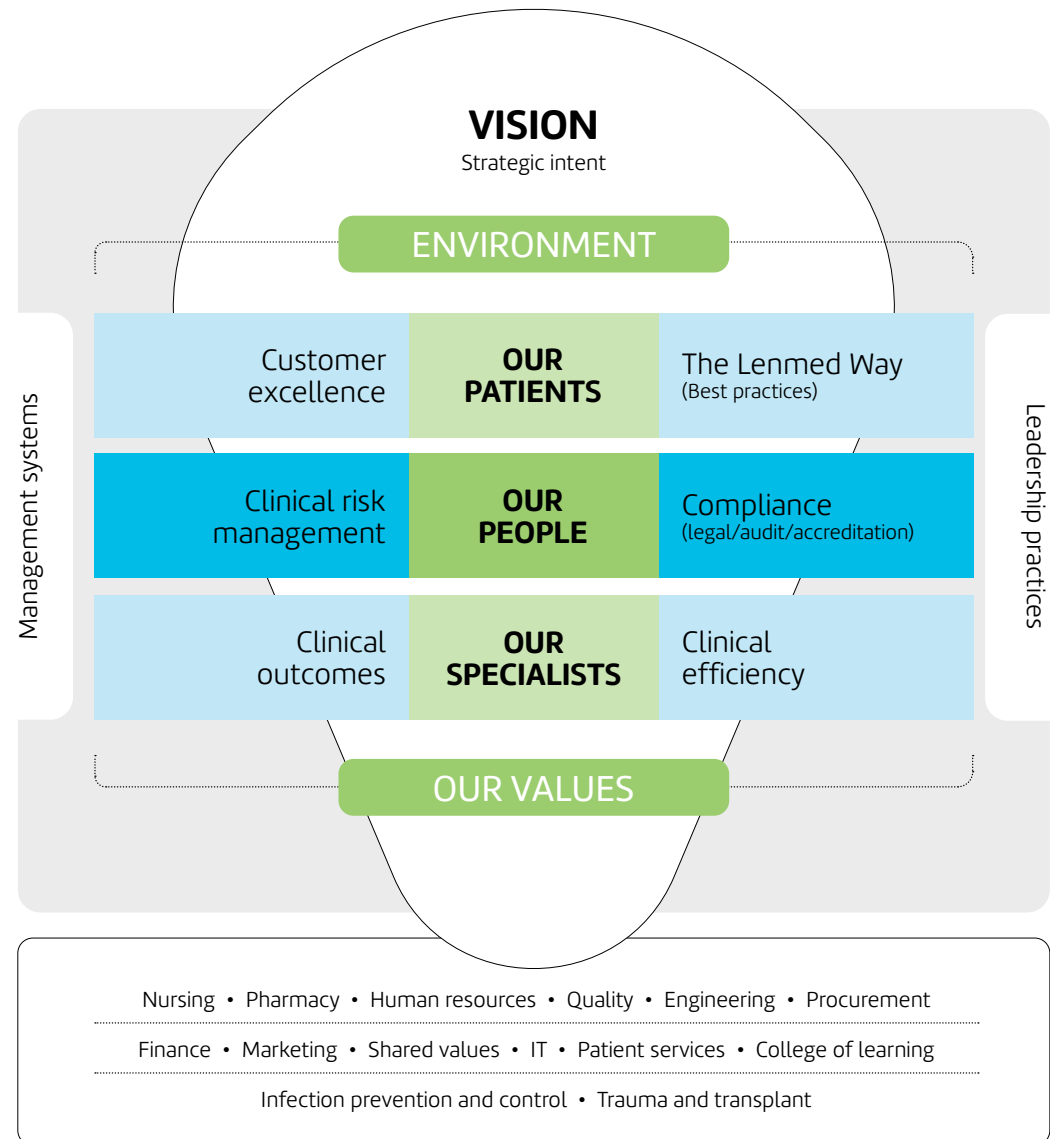 VISION
Strategic intent
ENVIRONMENT
Management systems
Customer
excellence
OUR
PATIENTS
The Lenmed Way
(Best practices)
Clinical risk
management
OUR
PEOPLE
Compliance
(legal/audit/accreditation)
Clinical
outcomes
OUR
SPECIALISTS
Clinical
efficiency
Leadership practices
OUR VALUES
Nursing • Pharmacy • Human resources • Quality • Engineering • Procurement
Finance • Marketing • Shared values • IT • Patient services • College of learning
Infection prevention and control • Trauma and transplant